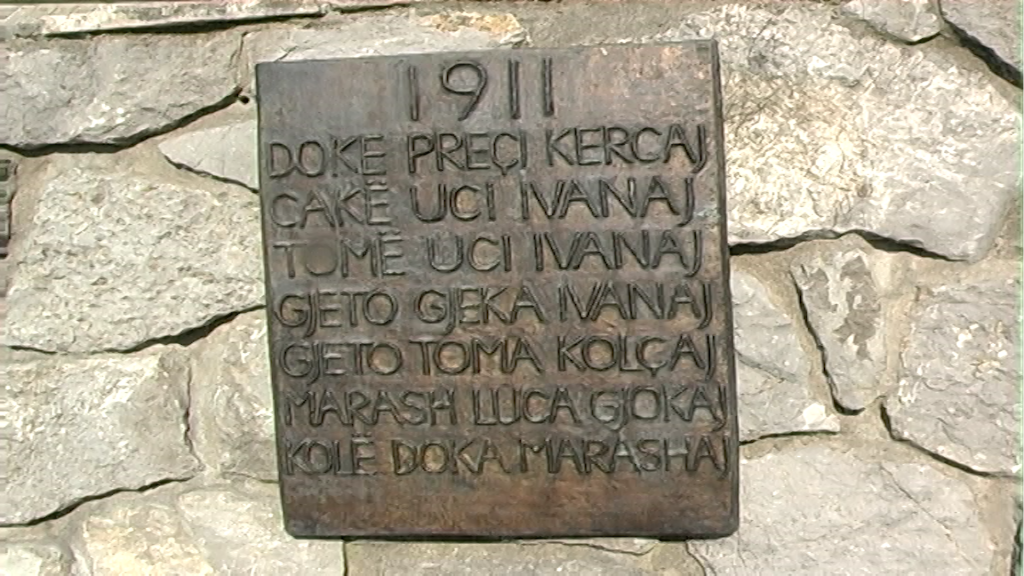 1911
DOKE PREÇI KERCAJ
CAKË UCI IVANAJ
TOMË UCI IVANAJ
GJETO GJEKA IVANAJ
GJETO TOMA KOLÇAJ
MARASH LUCA GJOKAJ
KOLË DOKA MARASHAJ